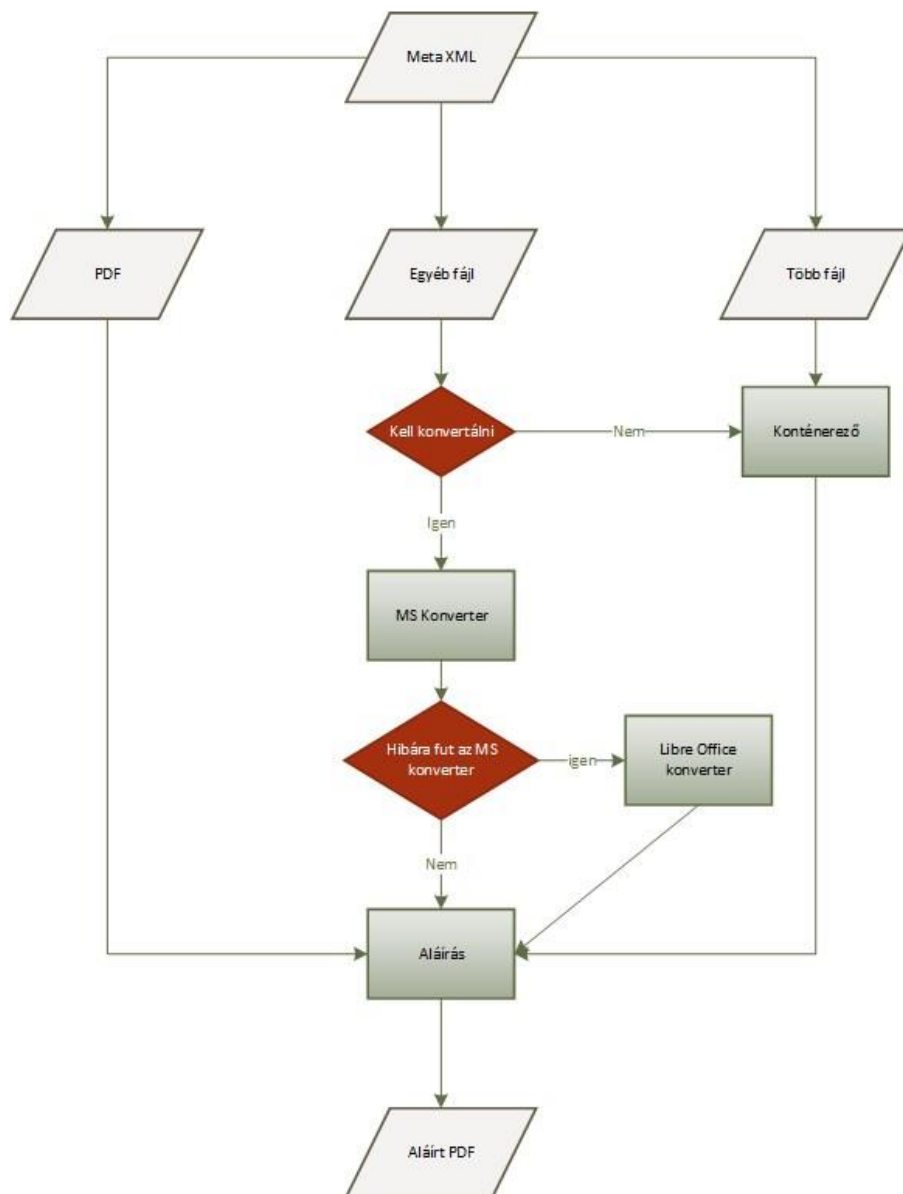 Meta XML
PDF
Egyéb fájl
Több fájl
Kell konvertálni
Nem
Konténerező
Igen
MS Konverter
Hibára fut az MS
konverter
igen
Libre Office
konverter
Nem
Aláírás
Aláírt PDF